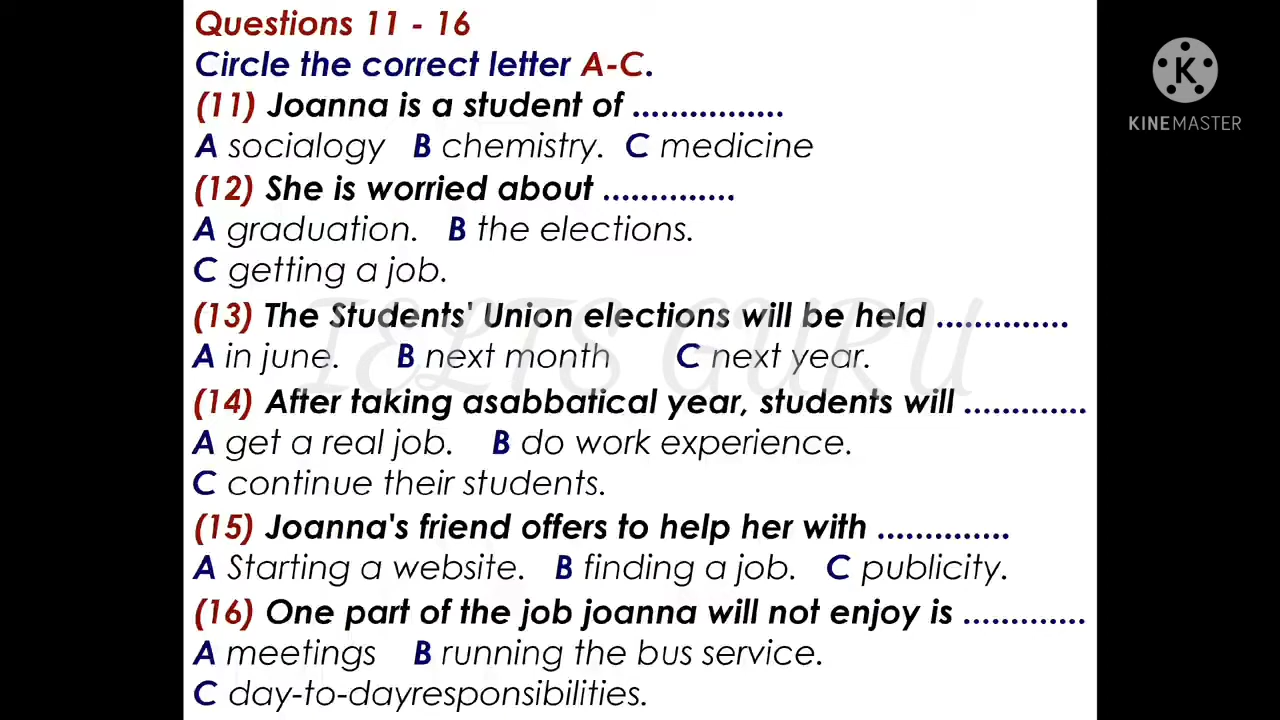 Questions 11 - 16
Circle the correct letter A-C.
(11) Joanna is a student of ................
A socialogy B chemistry. C medicine
(12) She is worried about ..............
A graduation. B the elections.
C getting a job.
(13) The Students' Union elections will be held ..............
A in june. B next month C next year.
(14) After taking asabbatical year, students will .............
A get a real job. B do work experience.
C continue their students.
(15) Joanna's friend offers to help her with ..............
A Starting a website. B finding a job. C publicity.
(16) One part of the job joanna will not enjoy is .............
A meetings B running the bus service.
C day-to-dayresponsibilities.
IELTS GURU
K
KINEMASTER